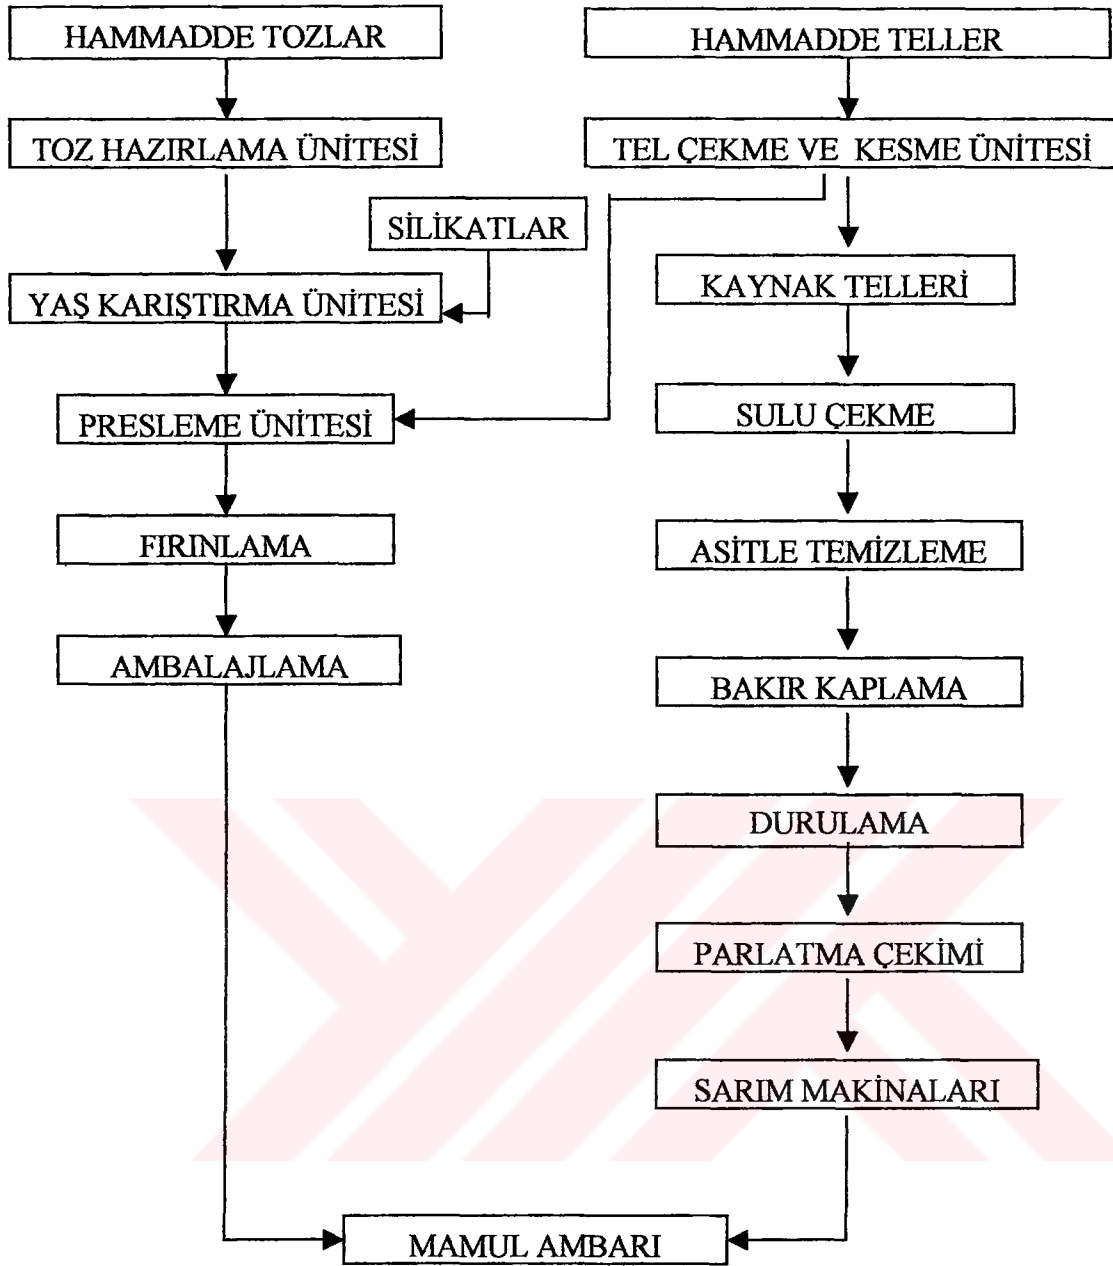 HAMMADDE TOZLAR
HAMMADDE TELLER
TOZ HAZIRLAMA ÜNİTESİ
TEL ÇEKME VE KESME ÜNİTESİ
SİLİKATLAR
YAŞ KARIŞTIRMA ÜNİTESİ
KAYNAK TELLERİ
PRESLEME ÜNİTESİ
SULU ÇEKME
FIRINLAMA
ASİTLE TEMİZLEME
AMBALAJLAMA
BAKIR KAPLAMA
DURULAMA
PARLATMA ÇEKİMİ
SARIM MAKİNALARI
MAMUL AMBARI